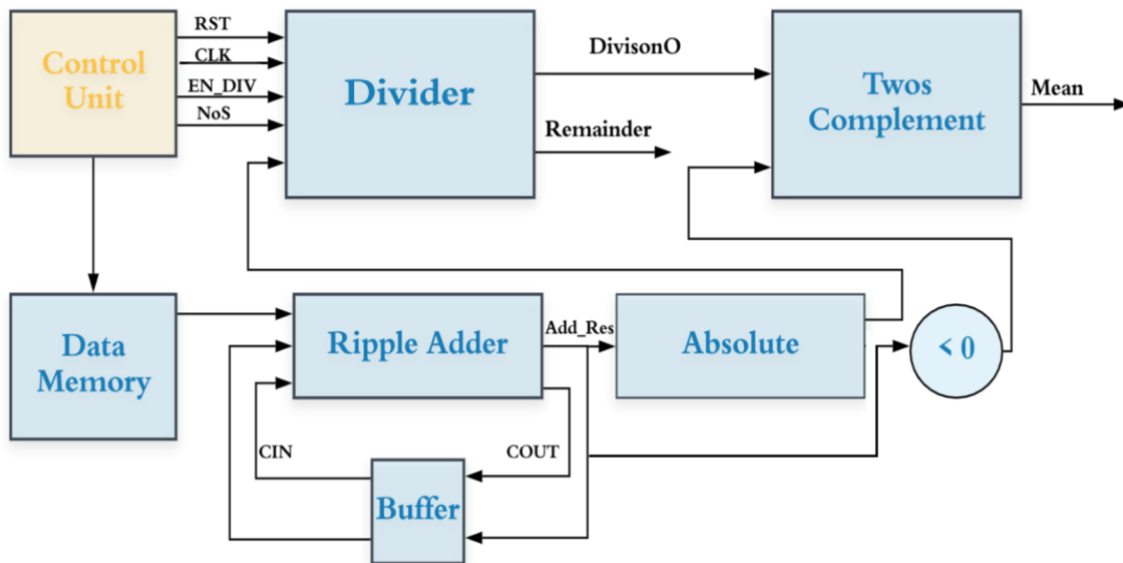 Control
Unit
RST
CLK
EN_DIV
NoS
Divider
DivisonO
Remainder
Twos
Complement
Mean
Data
Memory
Ripple Adder
Add_Res
Absolute
< 0
CIN
COUT
Buffer